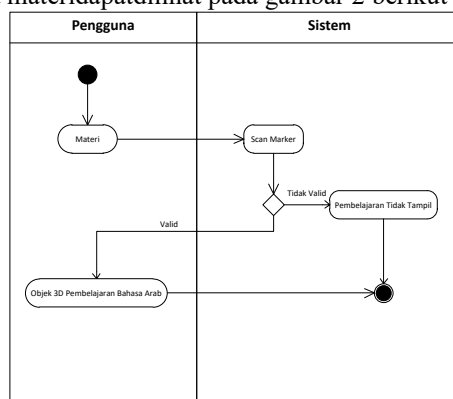 materidapatdilihat pada gambar 2 berikut
Pengguna
Sistem
Materi
Scan Marker
Tidak Valid
Pembelajaran Tidak Tampil
Valid
Objek 3D Pembelajaran Bahasa Arab